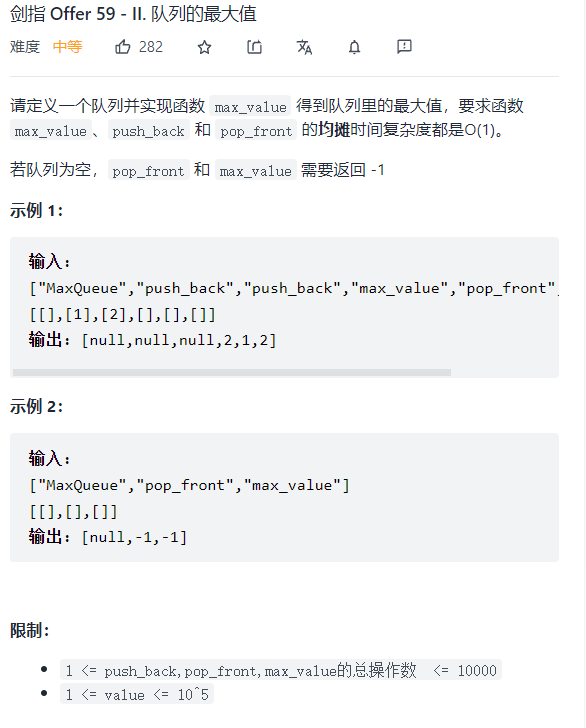 剑指 Offer 59 - II. 队列的最大值
难度 中等 282
请定义一个队列并实现函数 max_value 得到队列里的最大值，要求函数
max_value、push_back 和 pop_front 的均摊时间复杂度都是O(1)。
若队列为空，pop_front 和 max_value 需要返回 -1
示例 1：
输入：
["MaxQueue","push_back","push_back","max_value","pop_front",
[[],[1],[2],[],[],[]]
输出：[null,null,null,2,1,2]
示例 2：
输入：
["MaxQueue","pop_front","max_value"]
[[],[],[]]
输出：[null,-1,-1]
限制：
1 <= push_back,pop_front,max_value的总操作数 <= 10000
1 <= value <= 10^5